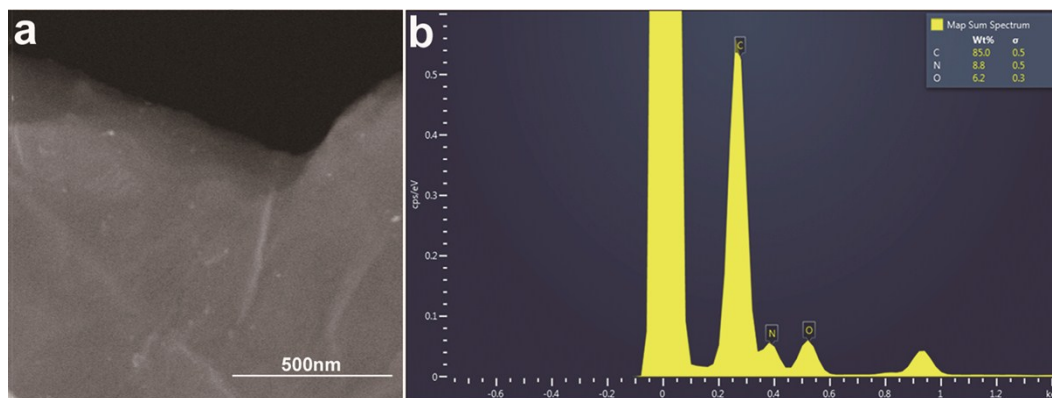 a
500nm
b
Map Sum Spectrum
Wt% σ
C 85.0 0.5
N 8.8 0.5
O 6.2 0.3
C
N
O
cps/eV
0.5
0.4
0.3
0.2
0.1
0
-0.6 -0.4 -0.2 0 0.2 0.4 0.6 0.8 1 1.2